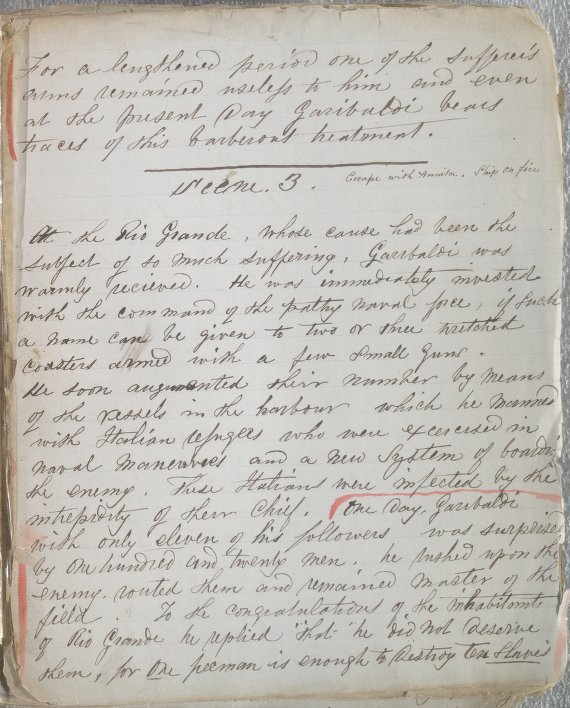 For a lengthened period one of the sufferer's
arms remained useless to him and even
at the present Day Garibaldi bears
traces of this barberous treatment.
Scene. 3. Escape with Annita. Ship on fire
At the Rio Grande, whose cause had been the
subject of so much suffering, Garibaldi was
warmly recieved. He was immediately invested
with the command of the pathy naval force, if such
a name can be given to two or three wretched
coasters armed with a few small guns.
He soon augmented their number by means
of the vessels in the harbour which he manned
with Italian refugees who were excercised in
naval maneuvres and a new system of boarding
the enemy. These Italians were infected by the
intrepidity of their Chief. One day, Garibaldi
with only eleven of his followers was surprised
by one hundred and twenty men, he rushed upon the
enemy. routed them and remained master of the
field. To the congratulations of the inhabitants
of Rio Grande he replied "that" he did not deserve
them, for One freeman is enough to destroy ten Slaves